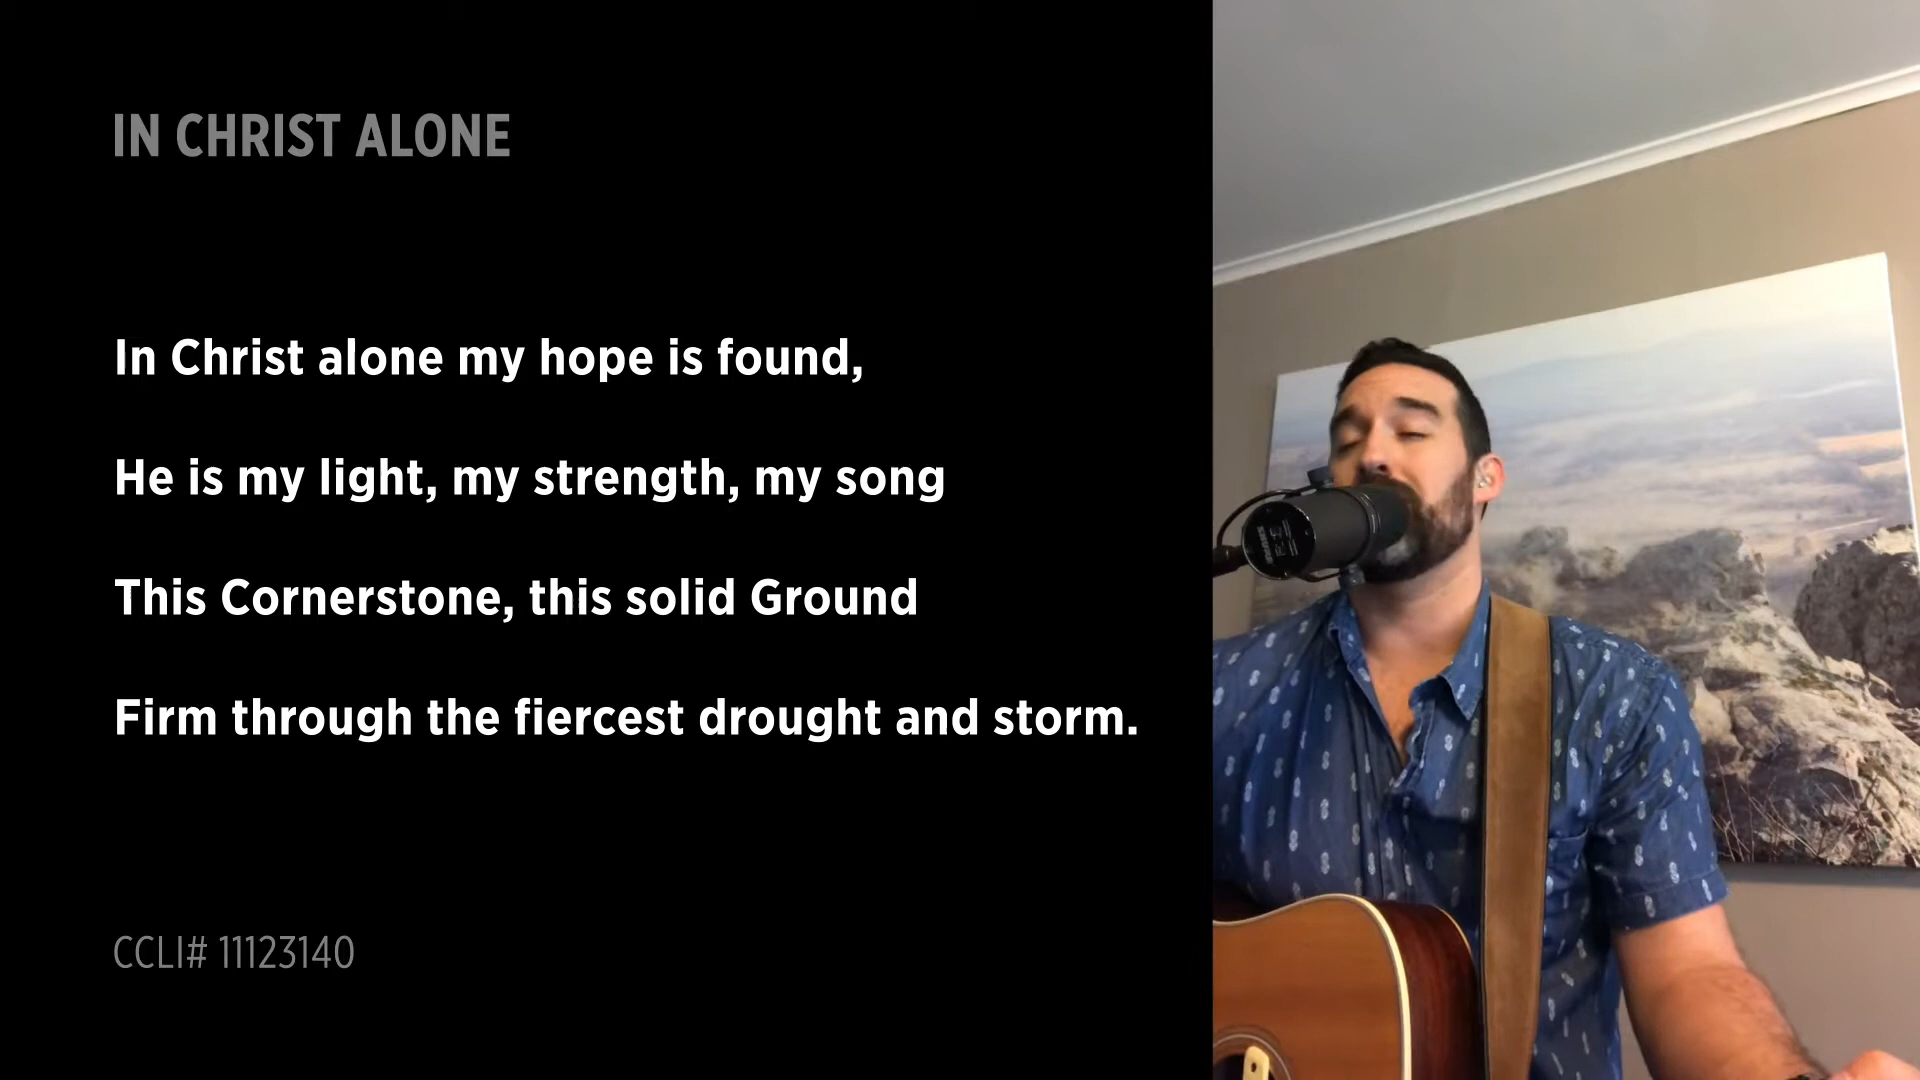 IN CHRIST ALONE
In Christ alone my hope is found,
He is my light, my strength, my song
This Cornerstone, this solid Ground
Firm through the fiercest drought and storm.
CCLI# 11123140